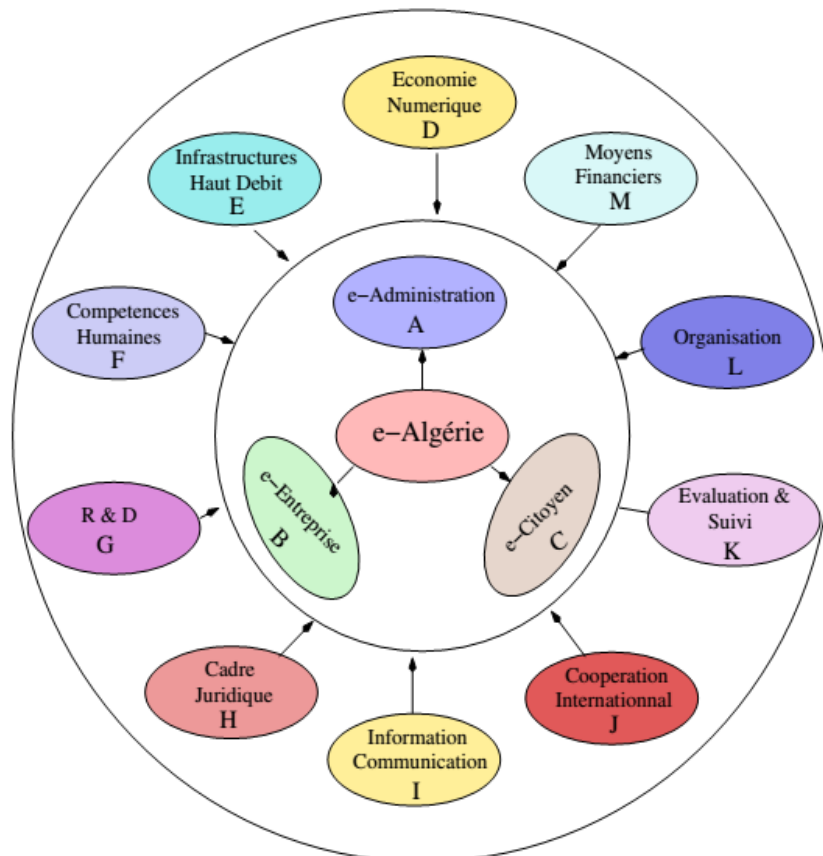 Economie
Numerique
D
Infrastructures
Haut Debit
E
Moyens
Financiers
M
e−Administration
A
Competences
Humaines
F
Organisation
L
e−Algérie
e−Entreprise
B
e−Citoyen
C
R & D
G
Evaluation &
Suivi
K
Cadre
Juridique
H
Cooperation
Internationnal
J
Information
Communication
I